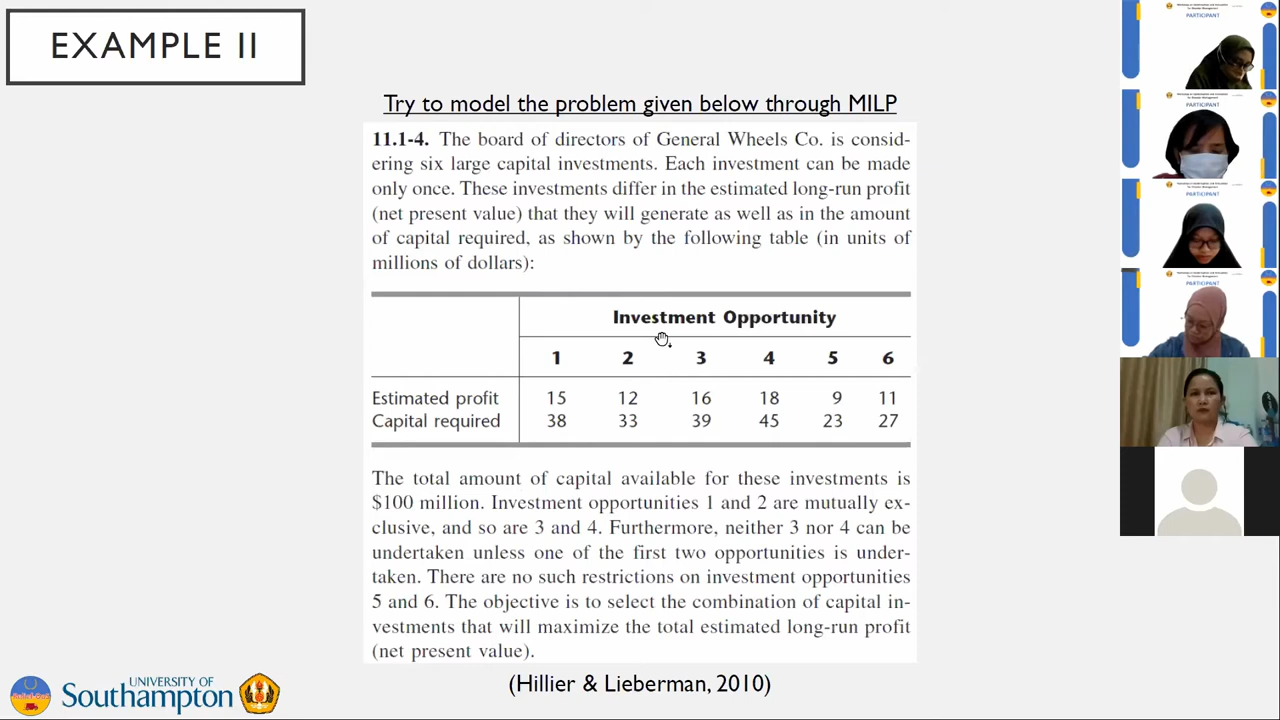 EXAMPLE II
Try to model the problem given below through MILP
11.1-4. The board of directors of General Wheels Co. is consid-
ering six large capital investments. Each investment can be made
only once. These investments differ in the estimated long-run profit
(net present value) that they will generate as well as in the amount
of capital required, as shown by the following table (in units of
millions of dollars):
Investment Opportunity
1 2 3 4 5 6
Estimated profit 15 12 16 18 9 11
Capital required 38 33 39 45 23 27
The total amount of capital available for these investments is
$100 million. Investment opportunities 1 and 2 are mutually ex-
clusive, and so are 3 and 4. Furthermore, neither 3 nor 4 can be
undertaken unless one of the first two opportunities is under-
taken. There are no such restrictions on investment opportunities
5 and 6. The objective is to select the combination of capital in-
vestments that will maximize the total estimated long-run profit
(net present value).
(Hillier & Lieberman, 2010)
UNIVERSITY OF
Southampton
PARTICIPANT
PARTICIPANT
PARTICIPANT
PARTICIPANT